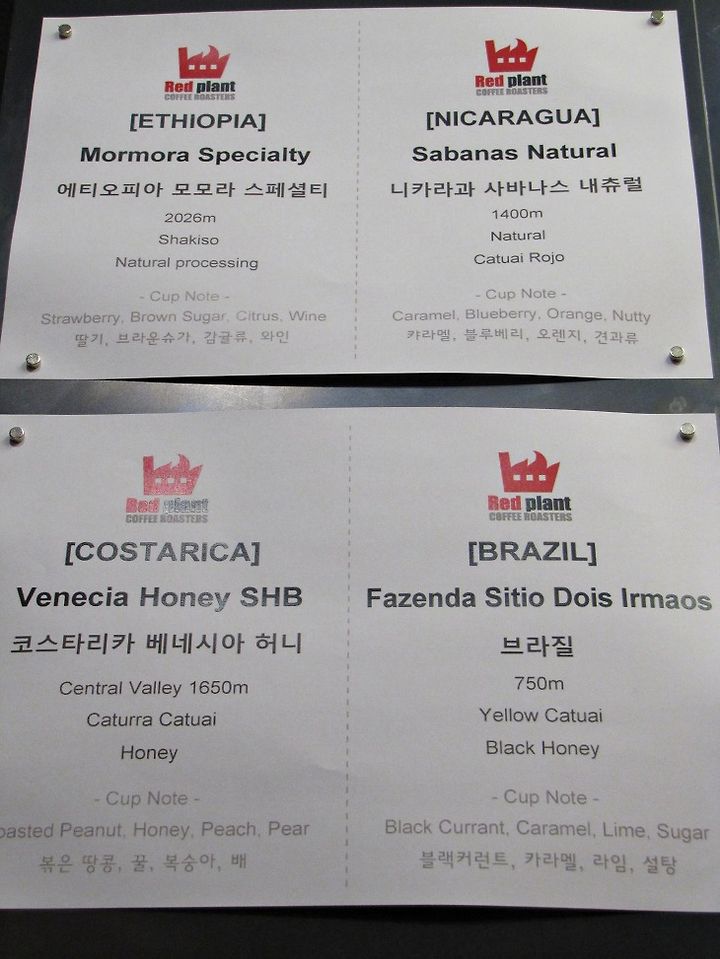 Red plant
COFFEE ROASTERS
[ETHIOPIA]
Mormora Specialty
에티오피아 모모라 스페셜티
2026m
Shakiso
Natural processing
- Cup Note -
Strawberry, Brown Sugar, Citrus, Wine
딸기, 브라운슈가, 감귤류, 와인
Red plant
COFFEE ROASTERS
[NICARAGUA]
Sabanas Natural
니카라과 사바나스 내츄럴
1400m
Natural
Catuai Rojo
- Cup Note -
Caramel, Blueberry, Orange, Nutty
캬라멜, 블루베리, 오렌지, 견과류
Red plant
COFFEE ROASTERS
[COSTARICA]
Venecia Honey SHB
코스타리카 베네시아 허니
Central Valley 1650m
Caturra Catuai
Honey
- Cup Note -
oasted Peanut, Honey, Peach, Pear
볶은 땅콩, 꿀, 복숭아, 배
Red plant
COFFEE ROASTERS
[BRAZIL]
Fazenda Sitio Dois Irmaos
브라질
750m
Yellow Catuai
Black Honey
- Cup Note -
Black Currant, Caramel, Lime, Sugar
블랙커런트, 카라멜, 라임, 설탕